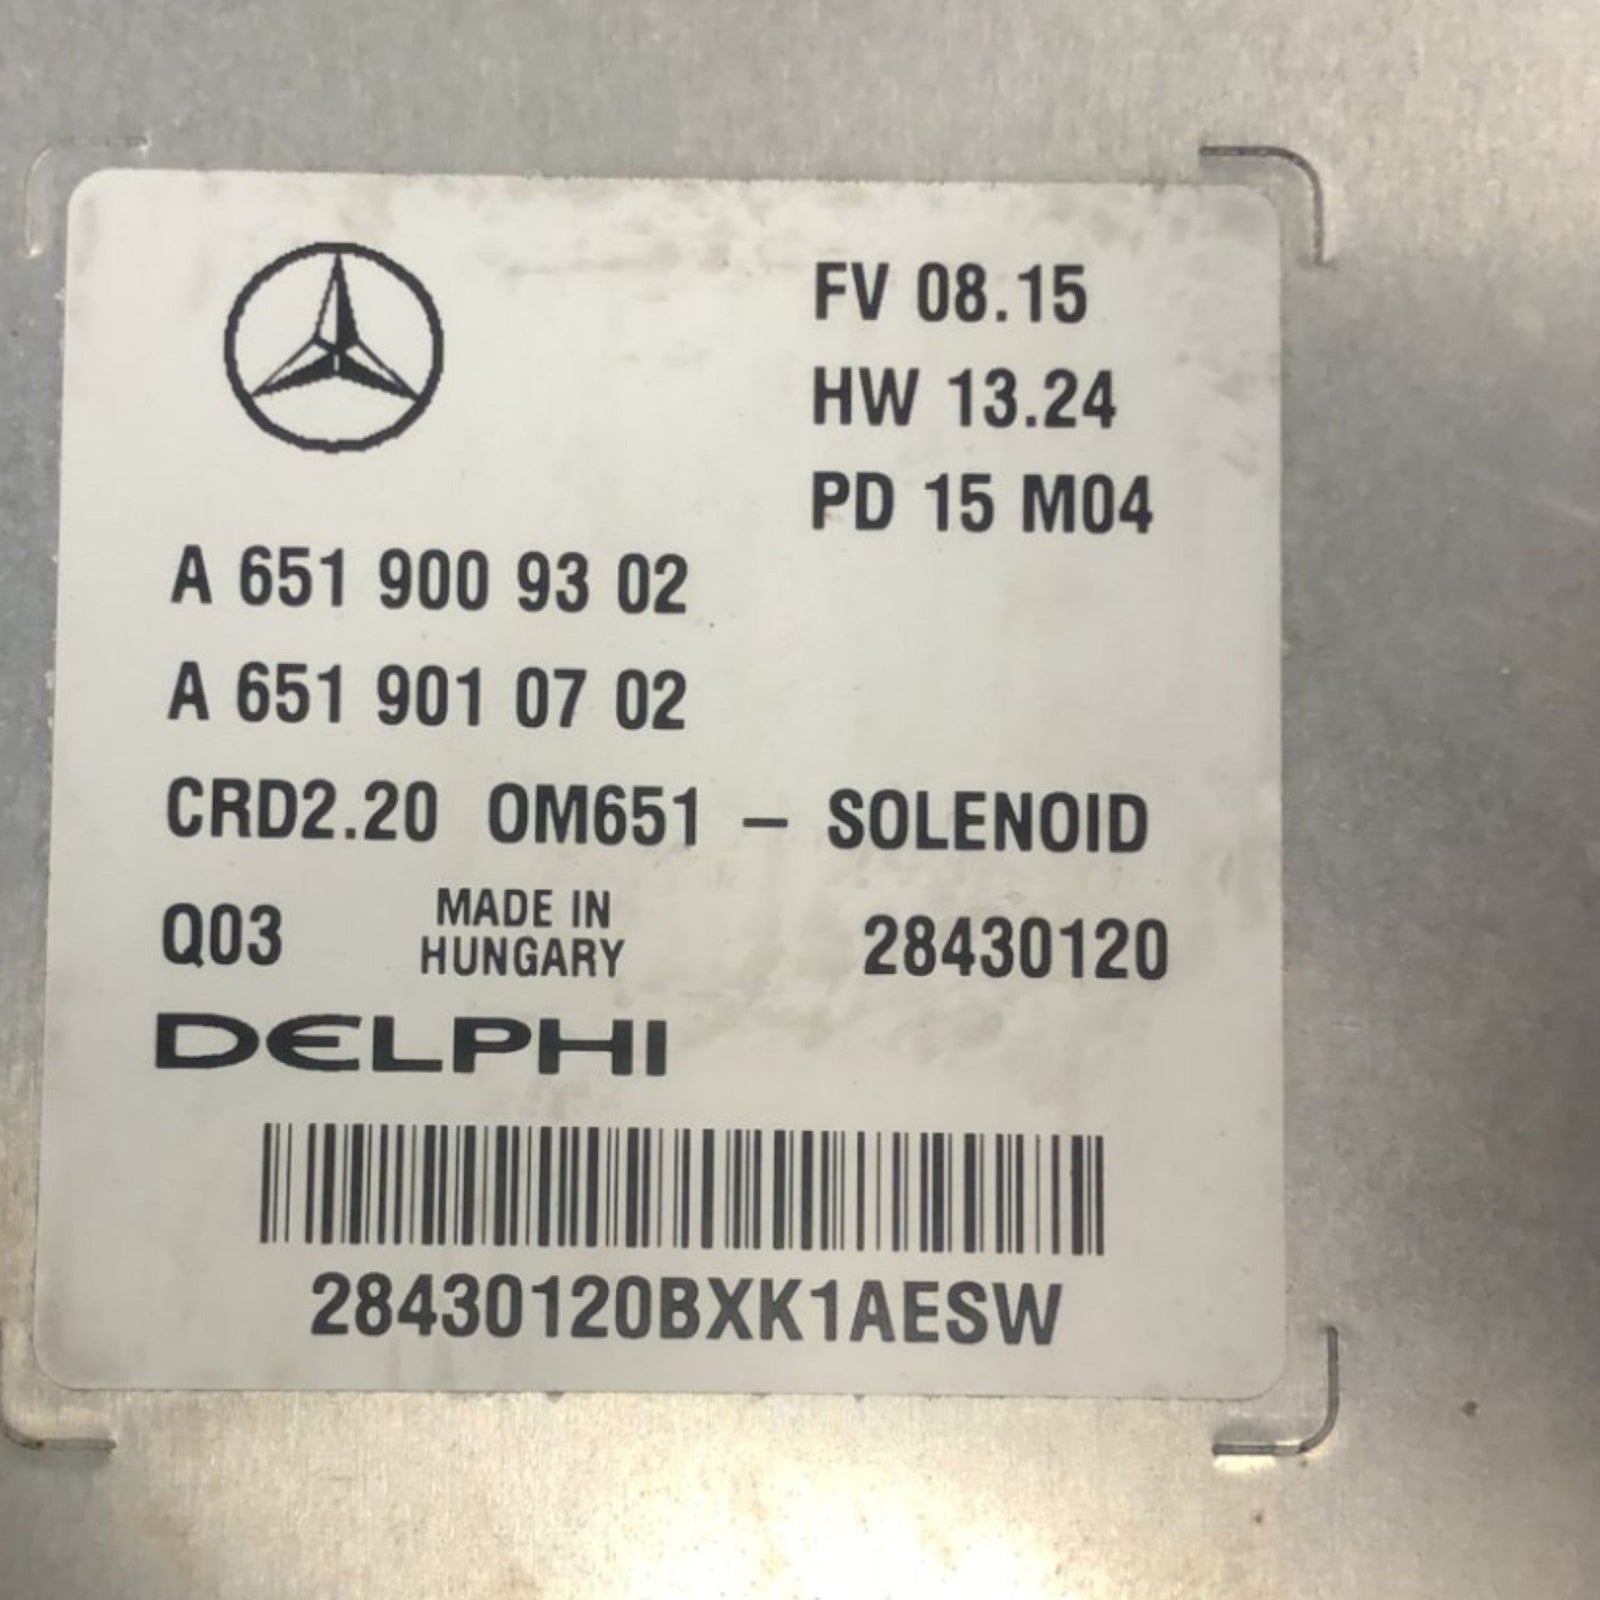 FV 08.15
HW 13.24
PD 15 M04
A 651 900 93 02
A 651 901 07 02
CRD2.20 OM651 - SOLENOID
Q03 MADE IN HUNGARY 28430120
DELPHI
28430120BXK1AESW